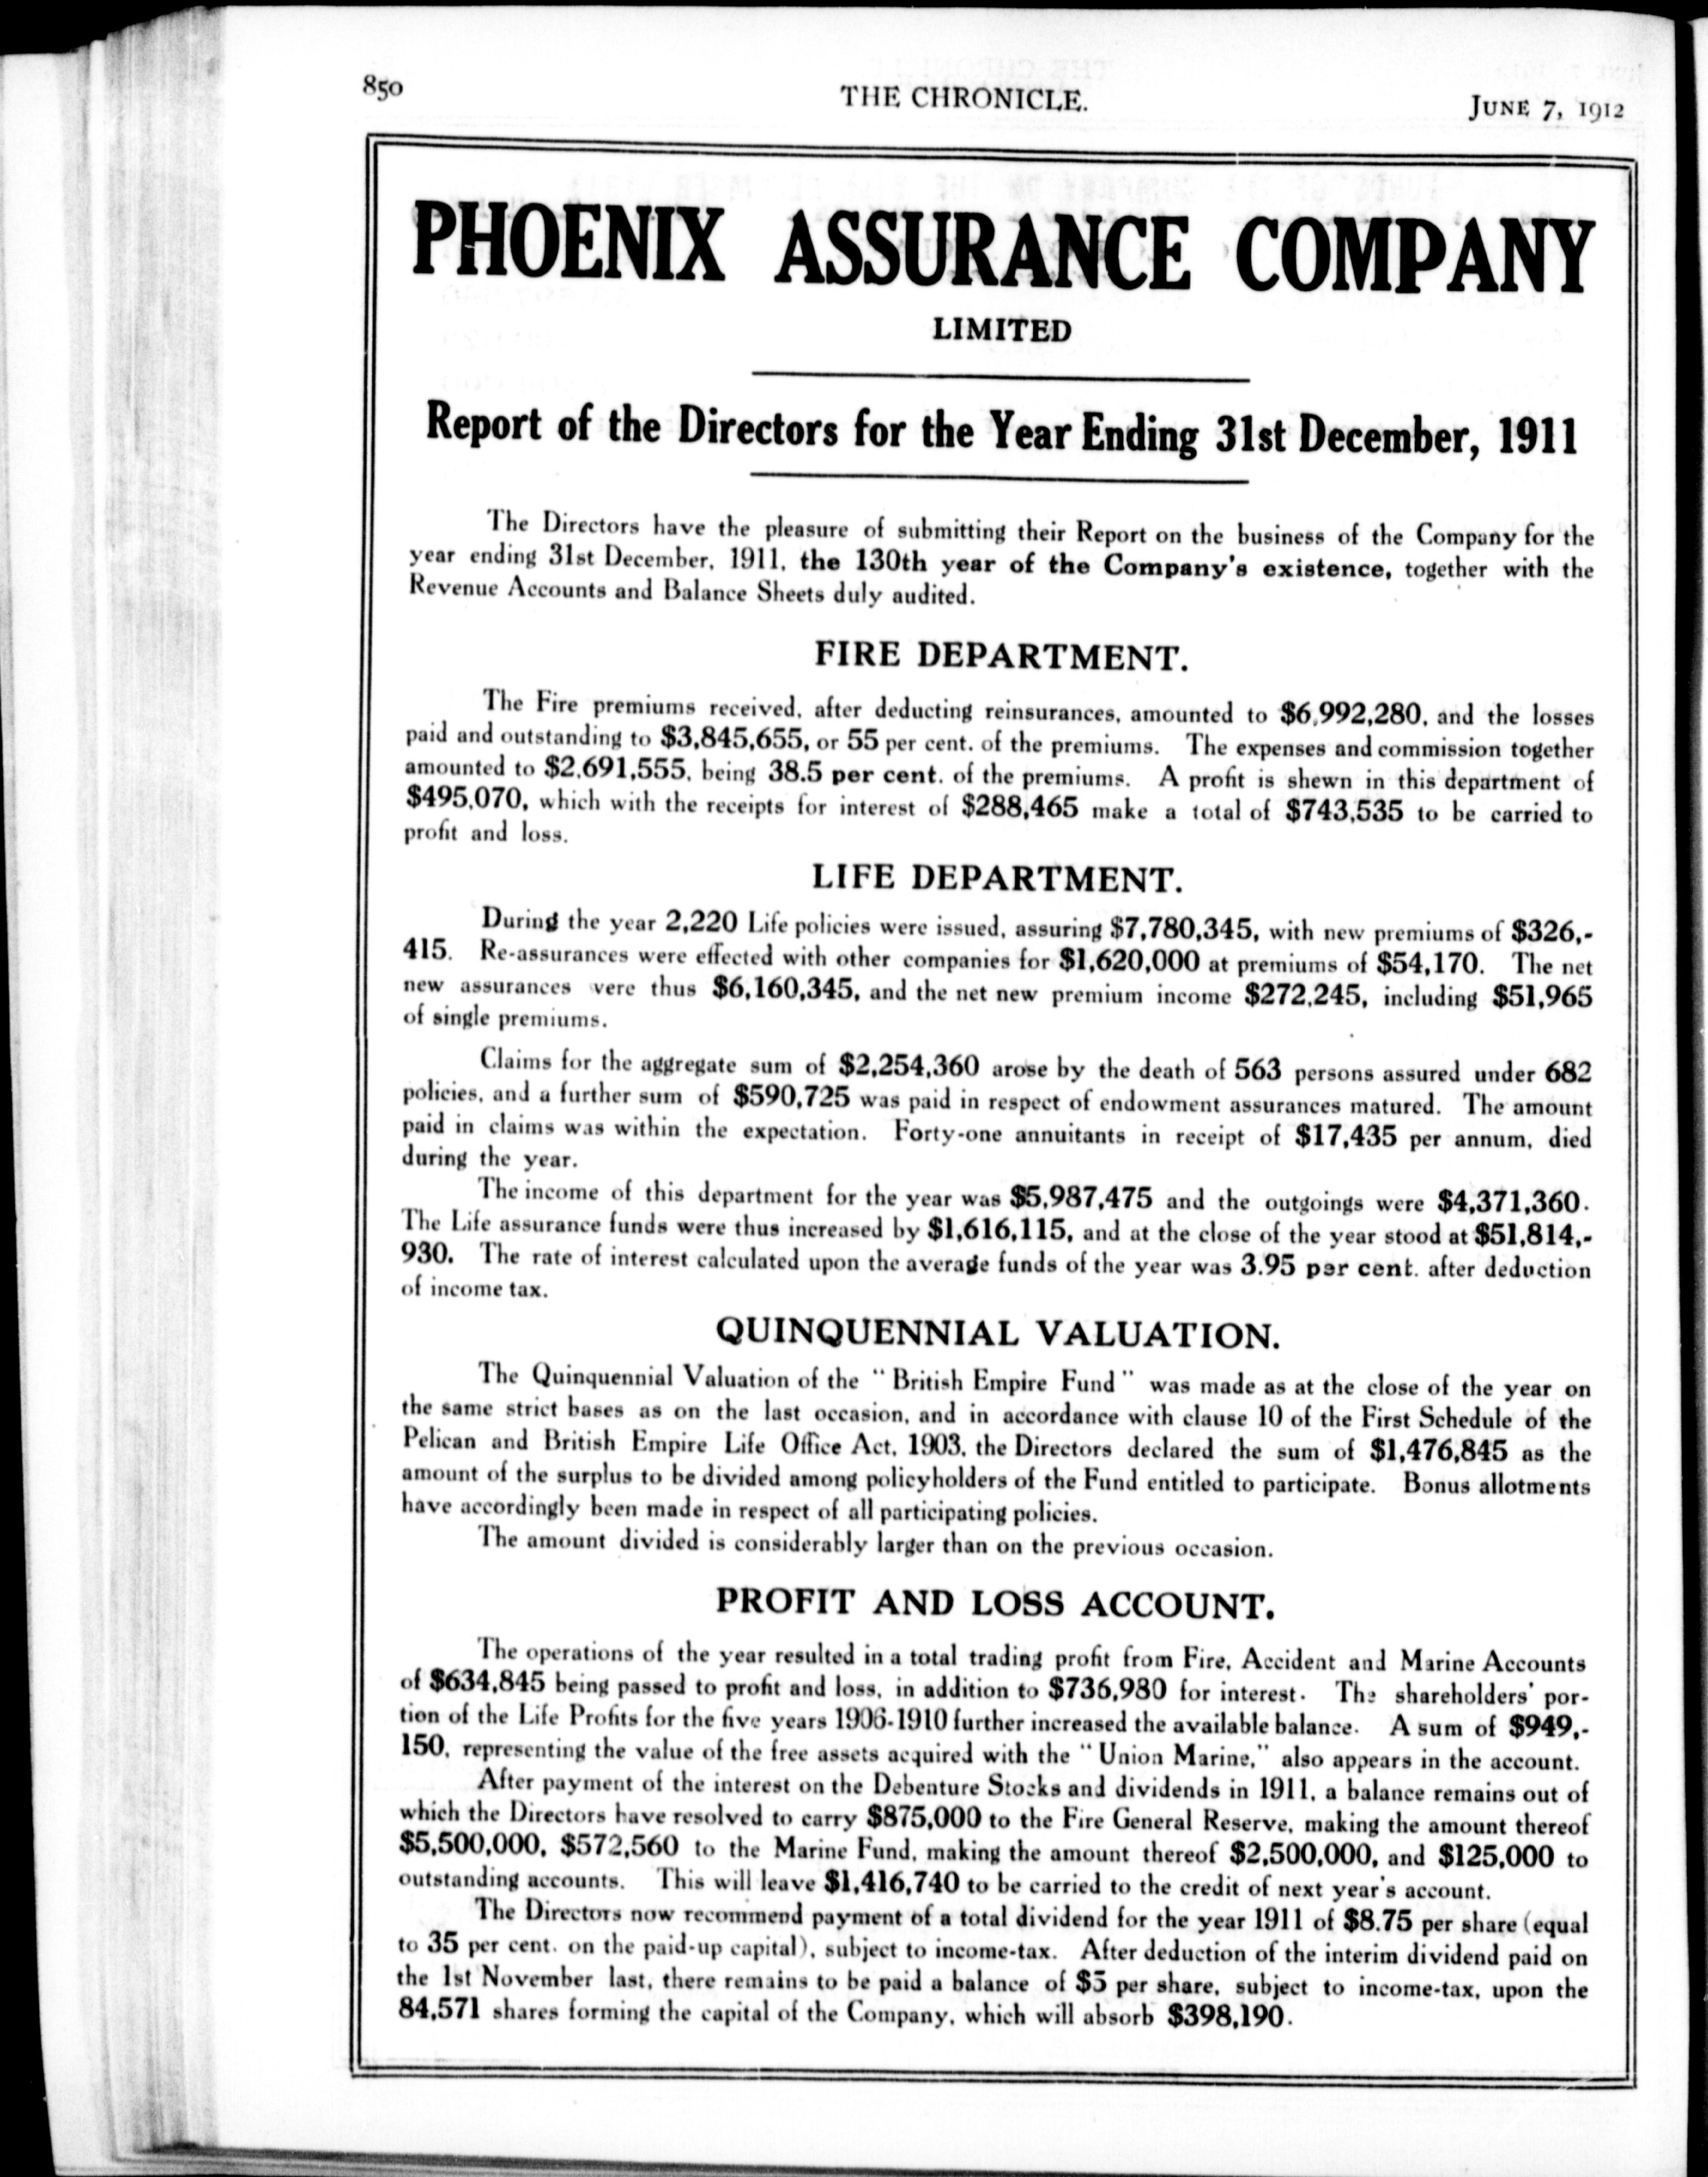 850
THE CHRONICLE.
JUNE 7, 1912
PHOENIX ASSURANCE COMPANY
LIMITED
Report of the Directors for the Year Ending 31st December, 1911
The Directors have the pleasure of submitting their Report on the business of the Company for the
year ending 31st December, 1911, the 130th year of the Company's existence, together with the
Revenue Accounts and Balance Sheets duly audited.
FIRE DEPARTMENT.
The Fire premiums received, after deducting reinsurances, amounted to $6,992,280, and the losses
paid and outstanding to $3,845,655, or 55 per cent. of the premiums. The expenses and commission together
amounted to $2,691,555, being 38.5 per cent. of the premiums. A profit is shewn in this department of
$495,070, which with the receipts for interest of $288,465 make a total of $743,535 to be carried to
profit and loss.
LIFE DEPARTMENT.
During the year 2,220 Life policies were issued, assuring $7,780,345, with new premiums of $326,-
415. Re-assurances were effected with other companies for $1,620,000 at premiums of $54,170. The net
new assurances were thus $6,160,345, and the net new premium income $272,245, including $51,965
of single premiums.
Claims for the aggregate sum of $2,254,360 arose by the death of 563 persons assured under 682
policies, and a further sum of $590,725 was paid in respect of endowment assurances matured. The amount
paid in claims was within the expectation. Forty-one annuitants in receipt of $17,435 per annum, died
during the year.
The income of this department for the year was $5,987,475 and the outgoings were $4,371,360.
The Life assurance funds were thus increased by $1,616,115, and at the close of the year stood at $51,814,-
930. The rate of interest calculated upon the average funds of the year was 3.95 per cent. after deduction
of income tax.
QUINQUENNIAL VALUATION.
The Quinquennial Valuation of the "British Empire Fund" was made as at the close of the year on
the same strict bases as on the last occasion, and in accordance with clause 10 of the First Schedule of the
Pelican and British Empire Life Office Act, 1903, the Directors declared the sum of $1,476,845 as the
amount of the surplus to be divided among policyholders of the Fund entitled to participate. Bonus allotments
have accordingly been made in respect of all participating policies.
The amount divided is considerably larger than on the previous occasion.
PROFIT AND LOSS ACCOUNT.
The operations of the year resulted in a total trading profit from Fire, Accident and Marine Accounts
of $634,845 being passed to profit and loss, in addition to $736,980 for interest. The shareholders' por-
tion of the Life Profits for the five years 1906-1910 further increased the available balance. A sum of $949,-
150, representing the value of the free assets acquired with the "Union Marine," also appears in the account.
After payment of the interest on the Debenture Stocks and dividends in 1911, a balance remains out of
which the Directors have resolved to carry $875,000 to the Fire General Reserve, making the amount thereof
$5,500,000, $572,560 to the Marine Fund, making the amount thereof $2,500,000, and $125,000 to
outstanding accounts. This will leave $1,416,740 to be carried to the credit of next year's account.
The Directors now recommend payment of a total dividend for the year 1911 of $8.75 per share (equal
to 35 per cent. on the paid-up capital), subject to income-tax. After deduction of the interim dividend paid on
the 1st November last, there remains to be paid a balance of $5 per share, subject to income-tax, upon the
84,571 shares forming the capital of the Company, which will absorb $398,190.